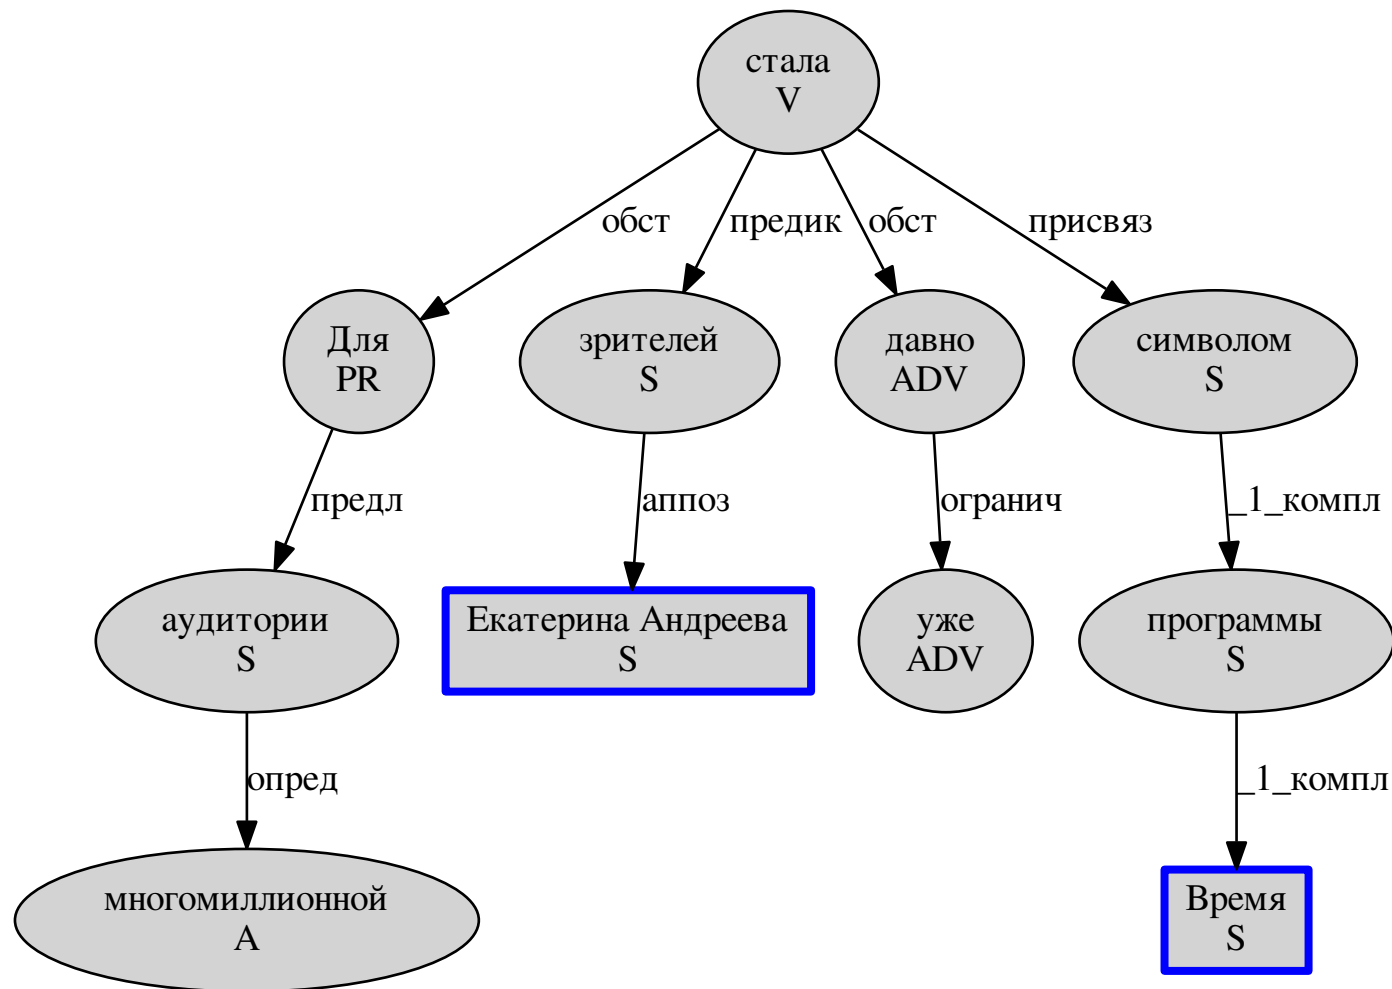 стала
V
обст
предик
обст
присвяз
Для
PR
зрителей
S
давно
ADV
символом
S
предл
аппоз
огранич
_1_компл
аудитории
S
Екатерина Андреева
S
уже
ADV
программы
S
опред
_1_компл
многомиллионной
A
Время
S